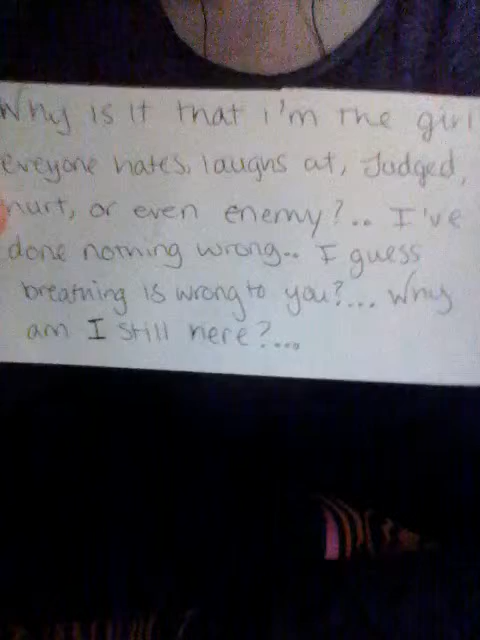 Why is it that i'm the girl
evreyone hates, laughs at, Judged,
hurt, or even enemy?.. I've
done nothing wrong.. I guess
breathing is wrong to you?... Why
am I still here?...